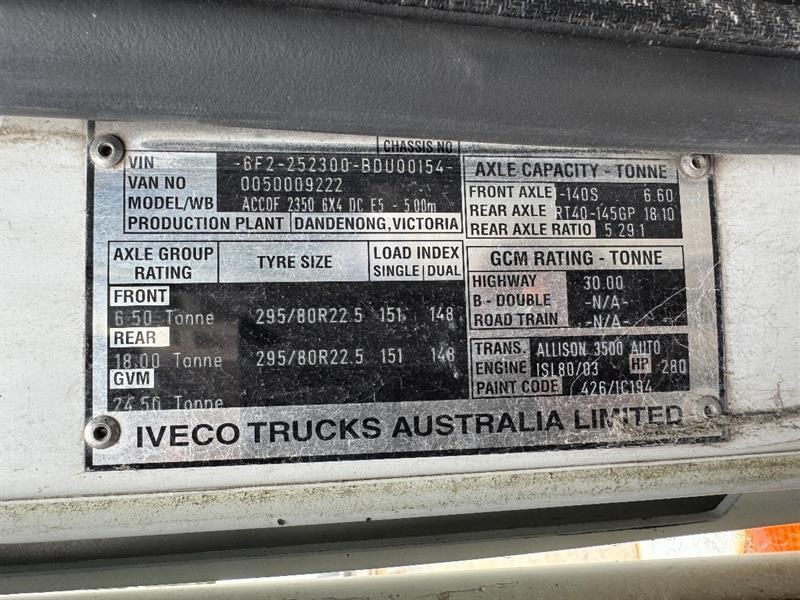 CHASSIS NO
VIN -6F2-252300-BDU00154-
VAN NO 0050009222
MODEL/WB ACCOF 2350 6X4 DC E5 - 5.00m
PRODUCTION PLANT DANDENONG, VICTORIA
AXLE GROUP RATING TYRE SIZE LOAD INDEX
SINGLE DUAL
FRONT
6.50 Tonne 295/80R22.5 151 148
REAR
18.00 Tonne 295/80R22.5 151 148
GVM
24.50 Tonne
AXLE CAPACITY - TONNE
FRONT AXLE -140S 6.60
REAR AXLE RT40-145GP 18.10
REAR AXLE RATIO 5.29:1
GCM RATING - TONNE
HIGHWAY 30.00
B - DOUBLE -N/A-
ROAD TRAIN -N/A-
TRANS. ALLISON 3500 AUTO
ENGINE ISL80/03 HP 280
PAINT CODE 426/IC194
IVECO TRUCKS AUSTRALIA LIMITED